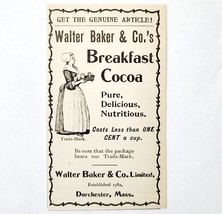 GET THE GENUINE ARTICLE!
Walter Baker & Co.'s
Breakfast
Cocoa
Pure,
Delicious,
Nutritious.
Costs Less than ONE
CENT a cup.
Trade-Mark.
Be sure that the package
bears our Trade-Mark.
Walter Baker & Co. Limited,
Established 1780,
Dorchester, Mass.